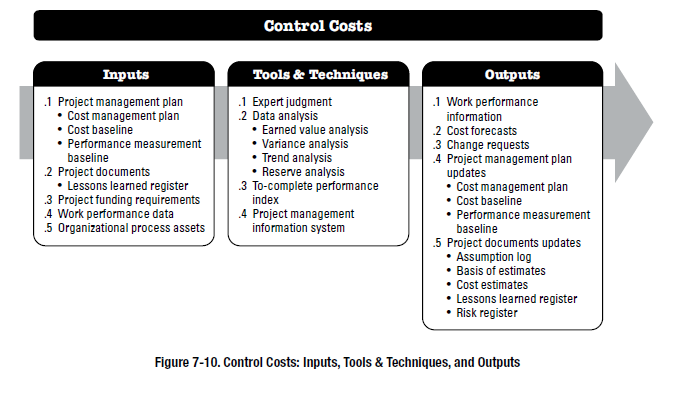 Control Costs
Inputs
.1 Project management plan
• Cost management plan
• Cost baseline
• Performance measurement
baseline
.2 Project documents
• Lessons learned register
.3 Project funding requirements
.4 Work performance data
.5 Organizational process assets
Tools & Techniques
.1 Expert judgment
.2 Data analysis
• Earned value analysis
• Variance analysis
• Trend analysis
• Reserve analysis
.3 To-complete performance
index
.4 Project management
information system
Outputs
.1 Work performance
information
.2 Cost forecasts
.3 Change requests
.4 Project management plan
updates
• Cost management plan
• Cost baseline
• Performance measurement
baseline
.5 Project documents updates
• Assumption log
• Basis of estimates
• Cost estimates
• Lessons learned register
• Risk register
Figure 7-10. Control Costs: Inputs, Tools & Techniques, and Outputs